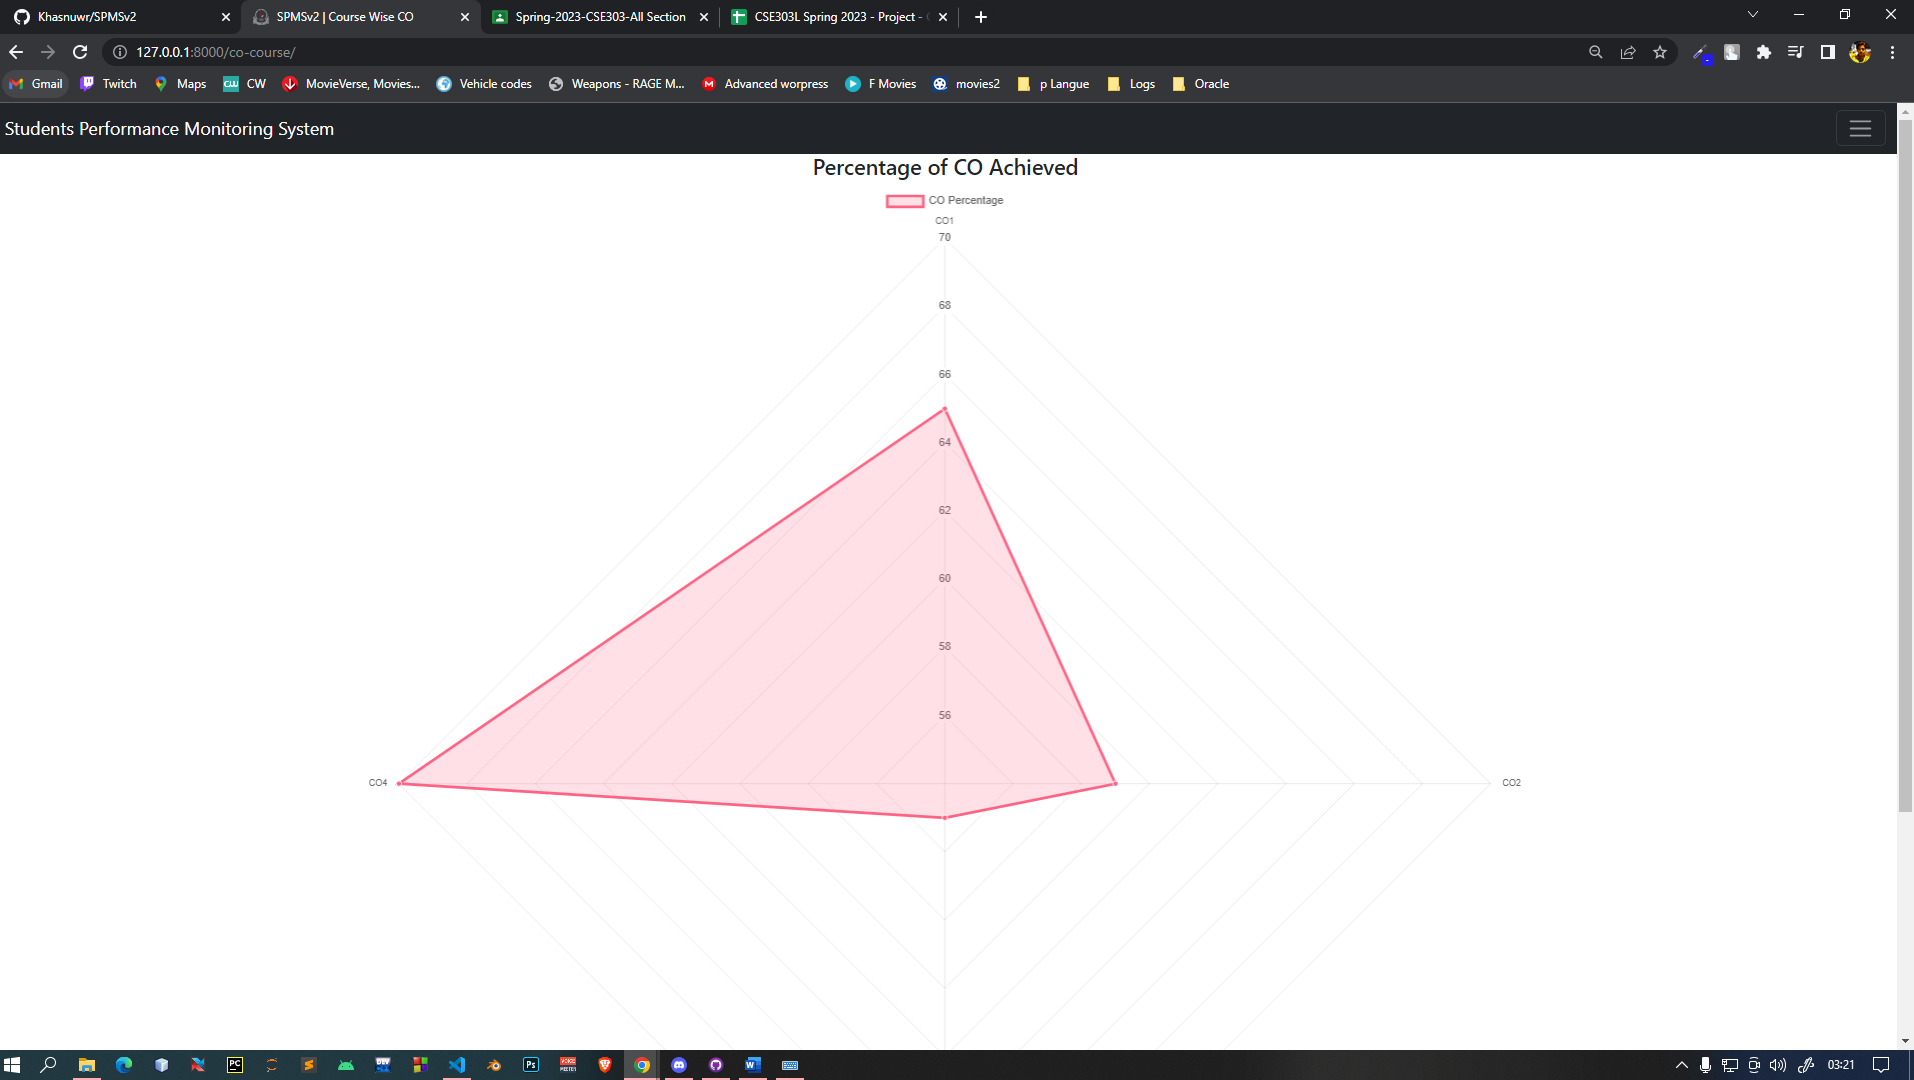 Khasnuwr/SPMSv2
SPMSv2 | Course Wise CO
Spring-2023-CSE303-All Section
CSE303L Spring 2023 - Project -
127.0.0.1:8000/co-course/
Gmail Twitch Maps CW MovieVerse, Movies... Vehicle codes Weapons - RAGE M... Advanced worpress F Movies movies2 p Langue Logs Oracle
Students Performance Monitoring System
Percentage of CO Achieved
CO Percentage
CO1
70
68
66
64
62
60
58
56
CO4
CO2
03:21